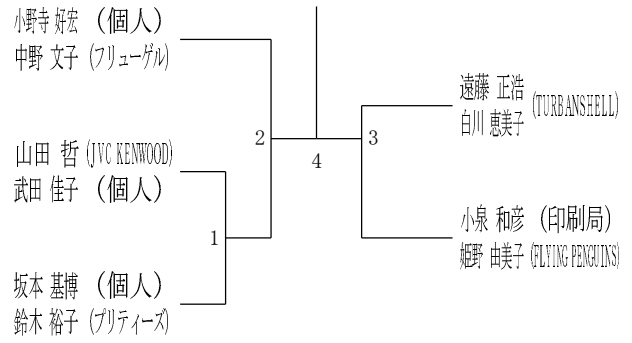 小野寺 好宏 （個人）
中野 文子 (フリューゲル)
山田 哲 (JVC KENWOOD)
武田 佳子 （個人）
坂本 基博 （個人）
鈴木 裕子 (プリティーズ)
1
2
4
3
遠藤 正浩
白川 恵美子
(TURBANSHELL)
小泉 和彦 （印刷局）
姫野 由美子 (FLYING PENGUINS)